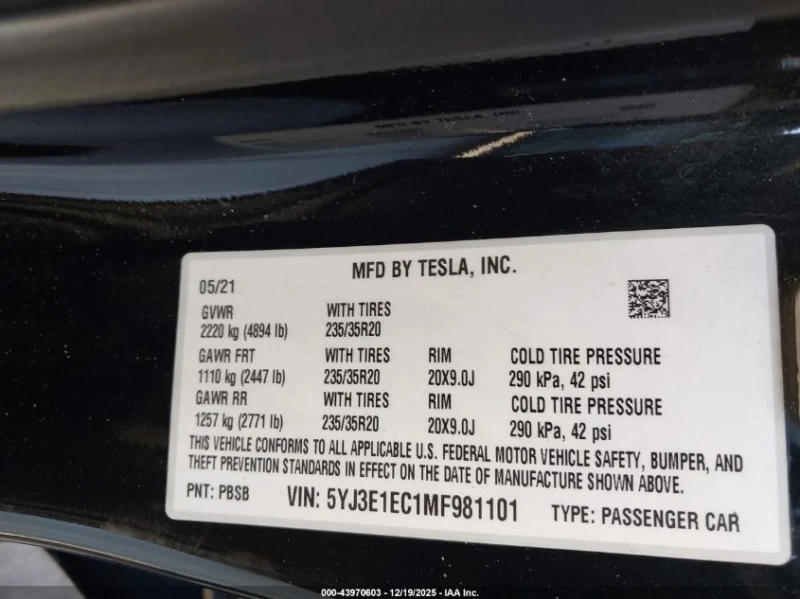 MFD BY TESLA, INC.
MFD BY TESLA, INC.
05/21
GVWR WITH TIRES
2220 kg (4894 lb) 235/35R20
GAWR FRT WITH TIRES RIM COLD TIRE PRESSURE
1110 kg (2447 lb) 235/35R20 20X9.0J 290 kPa, 42 psi
GAWR RR WITH TIRES RIM COLD TIRE PRESSURE
1257 kg (2771 lb) 235/35R20 20X9.0J 290 kPa, 42 psi
THIS VEHICLE CONFORMS TO ALL APPLICABLE U.S. FEDERAL MOTOR VEHICLE SAFETY, BUMPER, AND
THEFT PREVENTION STANDARDS IN EFFECT ON THE DATE OF MANUFACTURE SHOWN ABOVE.
PNT: PBSB VIN: 5YJ3E1EC1MF981101 TYPE: PASSENGER CAR
000-43970603 - 12/19/2025 - IAA Inc.